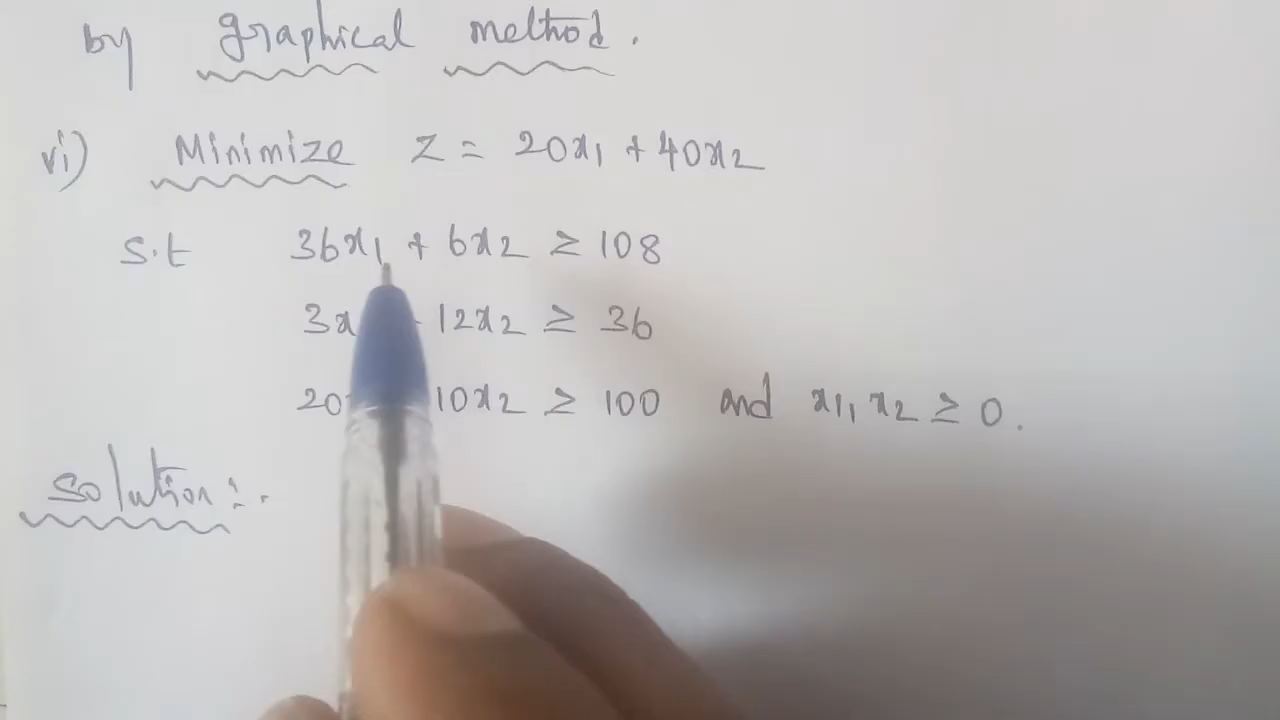 by graphical method.
vi) Minimize Z = 20x1 + 40x2
S.t 36x1 + 6x2 ≥ 108
3x 12x2 ≥ 36
20 10x2 ≥ 100 and x1, x2 ≥ 0.
Solution:.